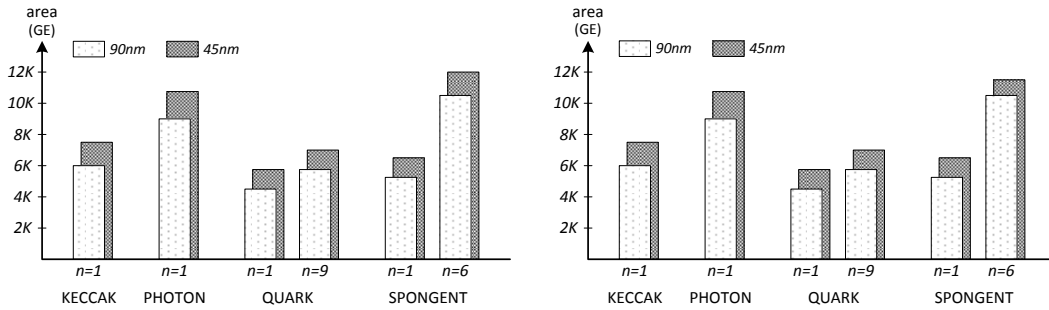 area
(GE)
90nm 45nm
12K
10K
8K
6K
4K
2K
n=1 n=1 n=1 n=9 n=1 n=6
KECCAK PHOTON QUARK SPONGENT
area
(GE)
90nm 45nm
12K
10K
8K
6K
4K
2K
n=1 n=1 n=1 n=9 n=1 n=6
KECCAK PHOTON QUARK SPONGENT